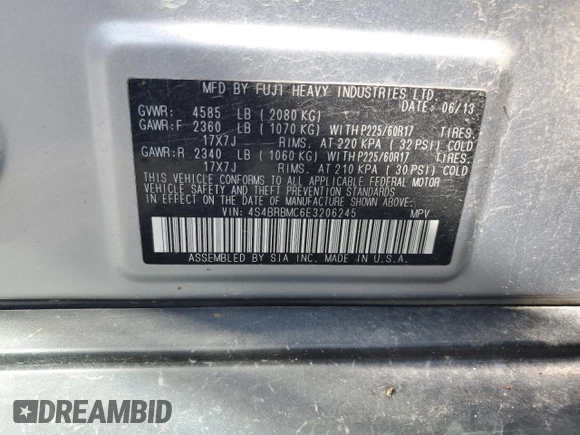 MFD BY FUJI HEAVY INDUSTRIES LTD.
DATE: 06/13
GVWR: 4585 LB (2080 KG)
GAWR:F 2360 LB (1070 KG) WITH P225/60R17 TIRES.
17X7J RIMS. AT 220 KPA (32 PSI) COLD
GAWR:R 2340 LB (1060 KG) WITH P225/60R17 TIRES.
17X7J RIMS. AT 210 KPA (30 PSI) COLD
THIS VEHICLE CONFORMS TO ALL APPLICABLE FEDERAL MOTOR
VEHICLE SAFETY AND THEFT PREVENTION STANDARDS
IN EFFECT ON THE DATE OF MANUFACTURE SHOWN ABOVE.
VIN: 4S4BRBMC6E3206245 MPV
ASSEMBLED BY SIA INC. MADE IN U.S.A.
DREAMBID